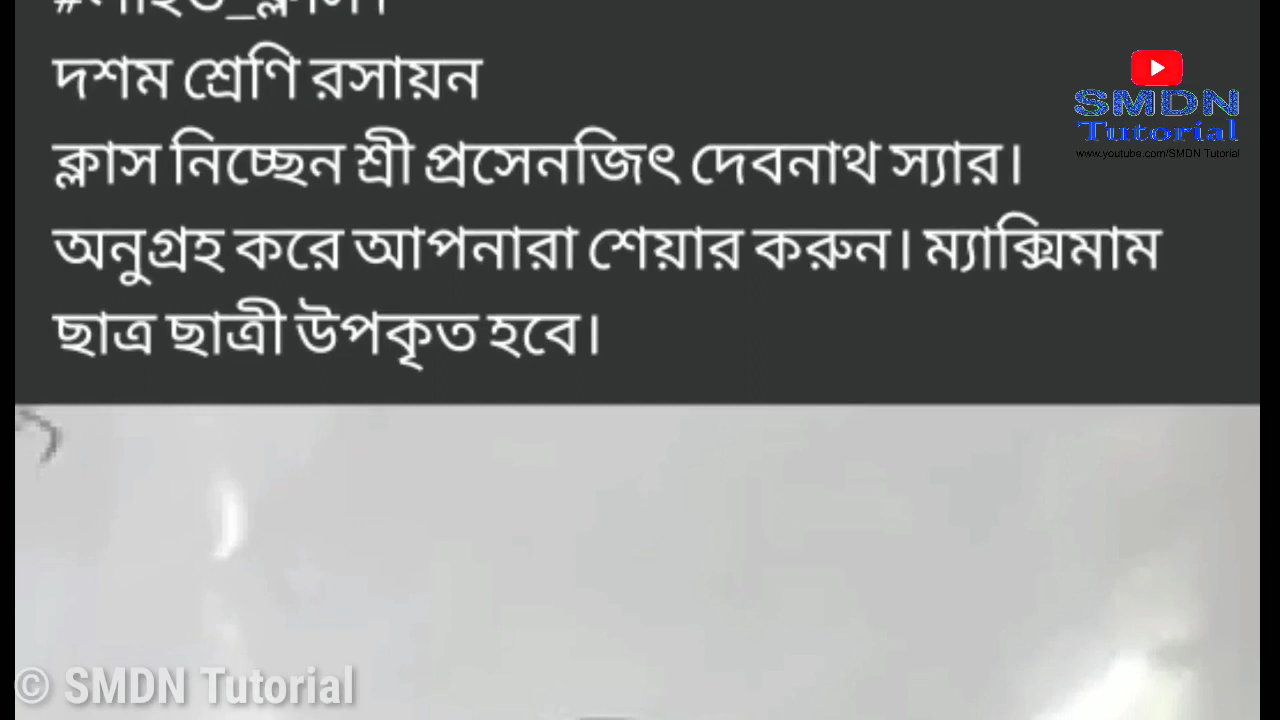 #লাইভ_ক্লাস।
দশম শ্রেণি রসায়ন
ক্লাস নিচ্ছেন শ্রী প্রসেনজিৎ দেবনাথ স্যার।
অনুগ্রহ করে আপনারা শেয়ার করুন। ম্যাক্সিমাম
ছাত্র ছাত্রী উপকৃত হবে।
SMDN
Tutorial
www.youtube.com/SMDN Tutorial
© SMDN Tutorial